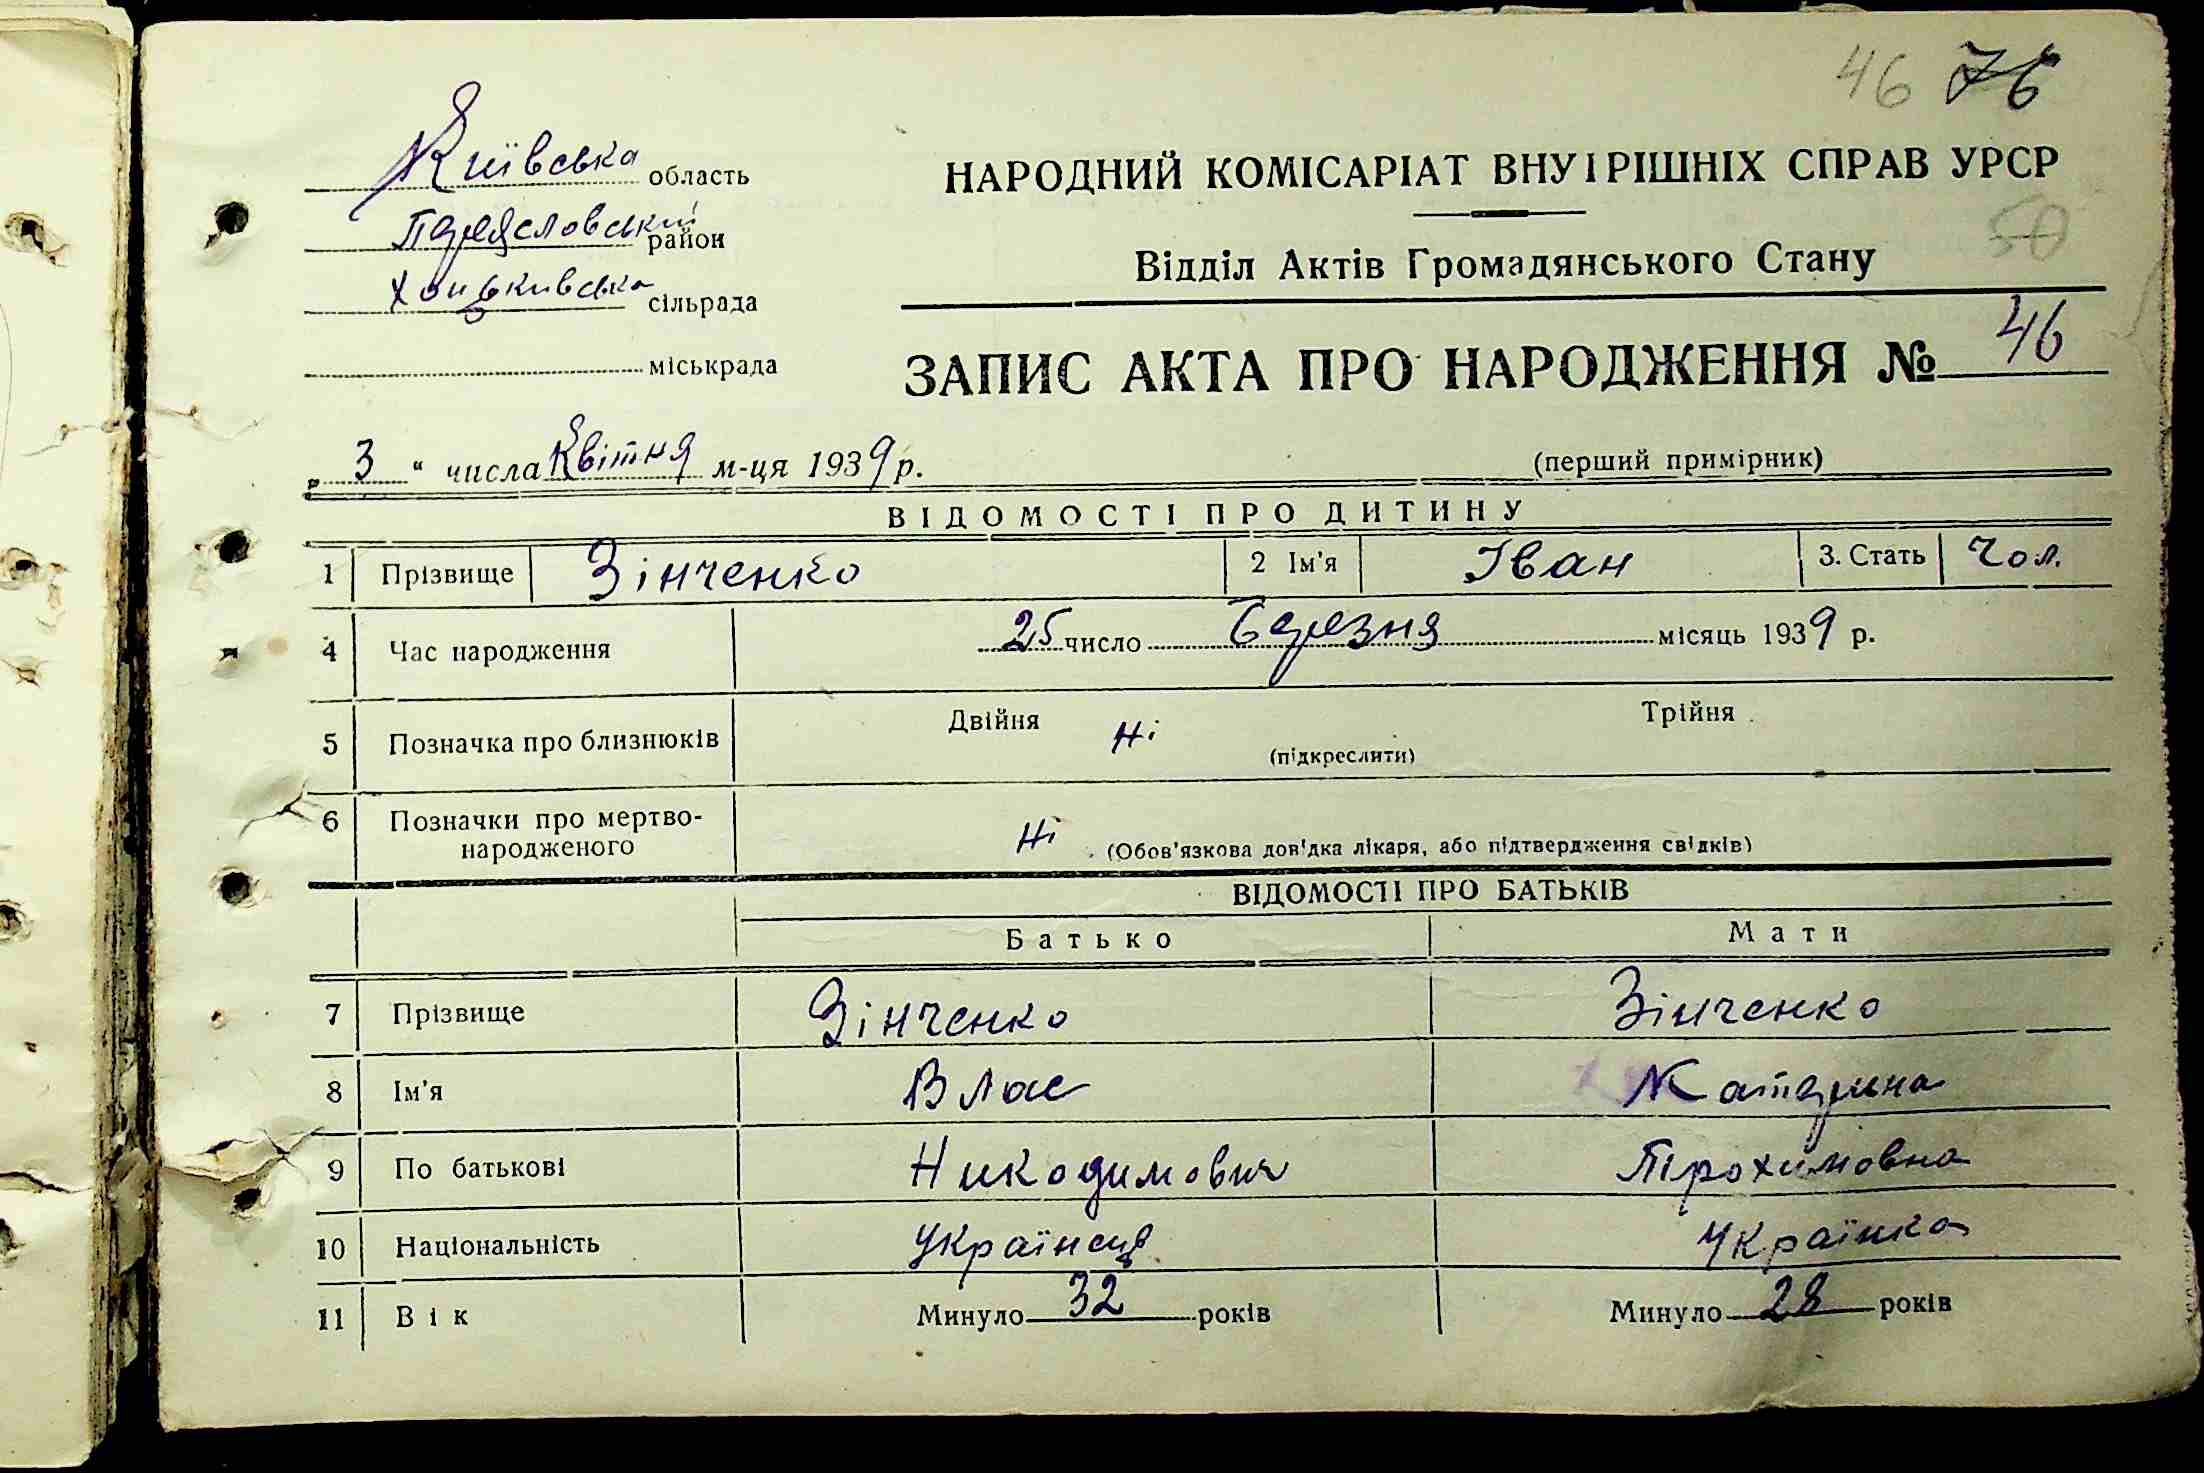 46 76
Київська область
Переясловський район
Хоцьківська сільрада
міськрада
НАРОДНИЙ КОМІСАРІАТ ВНУТРІШНІХ СПРАВ УРСР
50
Відділ Актів Громадянського Стану
ЗАПИС АКТА ПРО НАРОДЖЕННЯ № 46
„ 3 “ числа Квітня м-ця 1939 р.
(перший примірник)
ВІДОМОСТІ ПРО ДИТИНУ
1 Прізвище Зінченко 2 Ім'я Іван 3. Стать Чол.
4 Час народження 25 число Березня місяць 1939 р.
5 Позначка про близнюків Двійня Ні (підкреслити) Трійня
6 Позначки про мертво-
народженого Ні (Обов'язкова довідка лікаря, або підтвердження свідків)
ВІДОМОСТІ ПРО БАТЬКІВ
Батько Мати
7 Прізвище Зінченко Зінченко
8 Ім'я Влас Катерина
9 По батькові Никодимович Трохимовна
10 Національність Українець Українка
11 Вік Минуло 32 років Минуло 28 років